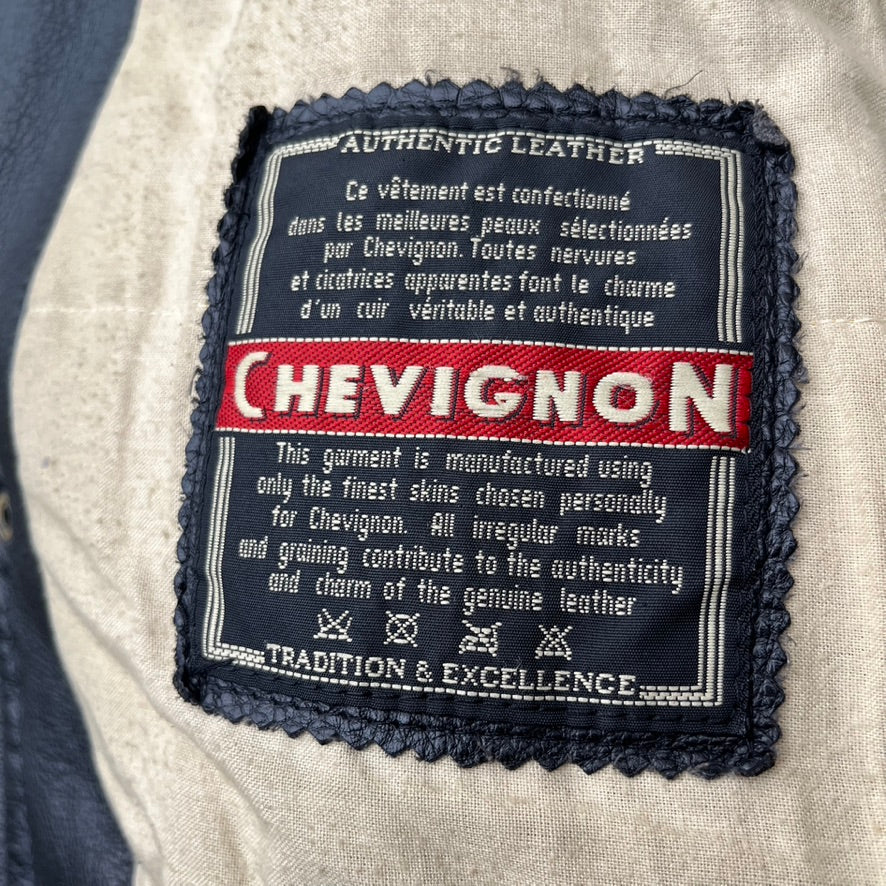 AUTHENTIC LEATHER
Ce vêtement est confectionné
dans les meilleures peaux sélectionnées
par Chevignon. Toutes nervures
et cicatrices apparentes font le charme
d'un cuir véritable et authentique
CHEVIGNON
This garment is manufactured using
only the finest skins chosen personally
for Chevignon. All irregular marks
and graining contribute to the authenticity
and charm of the genuine leather
TRADITION & EXCELLENCE